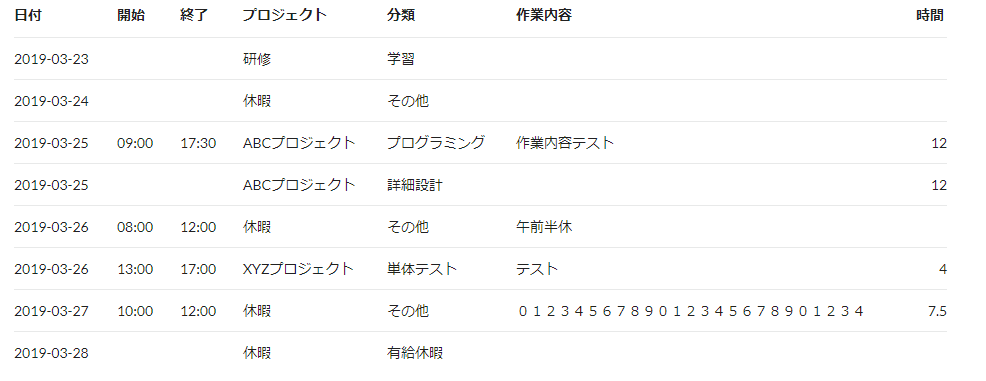 日付 開始 終了 プロジェクト 分類 作業内容 時間
2019-03-23 研修 学習
2019-03-24 休暇 その他
2019-03-25 09:00 17:30 ABCプロジェクト プログラミング 作業内容テスト 12
2019-03-25 ABCプロジェクト 詳細設計 12
2019-03-26 08:00 12:00 休暇 その他 午前半休
2019-03-26 13:00 17:00 XYZプロジェクト 単体テスト テスト 4
2019-03-27 10:00 12:00 休暇 その他 0123456789012345678901234 7.5
2019-03-28 休暇 有給休暇